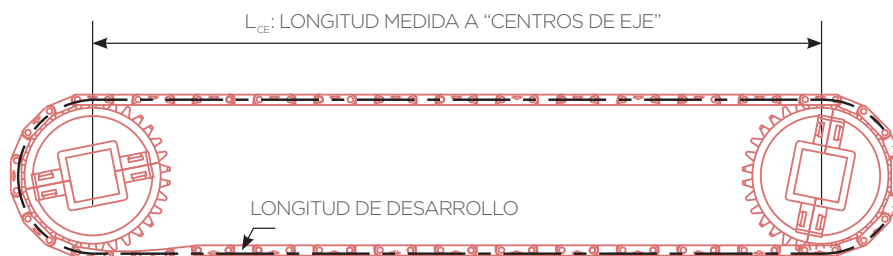 LCE: LONGITUD MEDIDA A “CENTROS DE EJE”
LONGITUD DE DESARROLLO